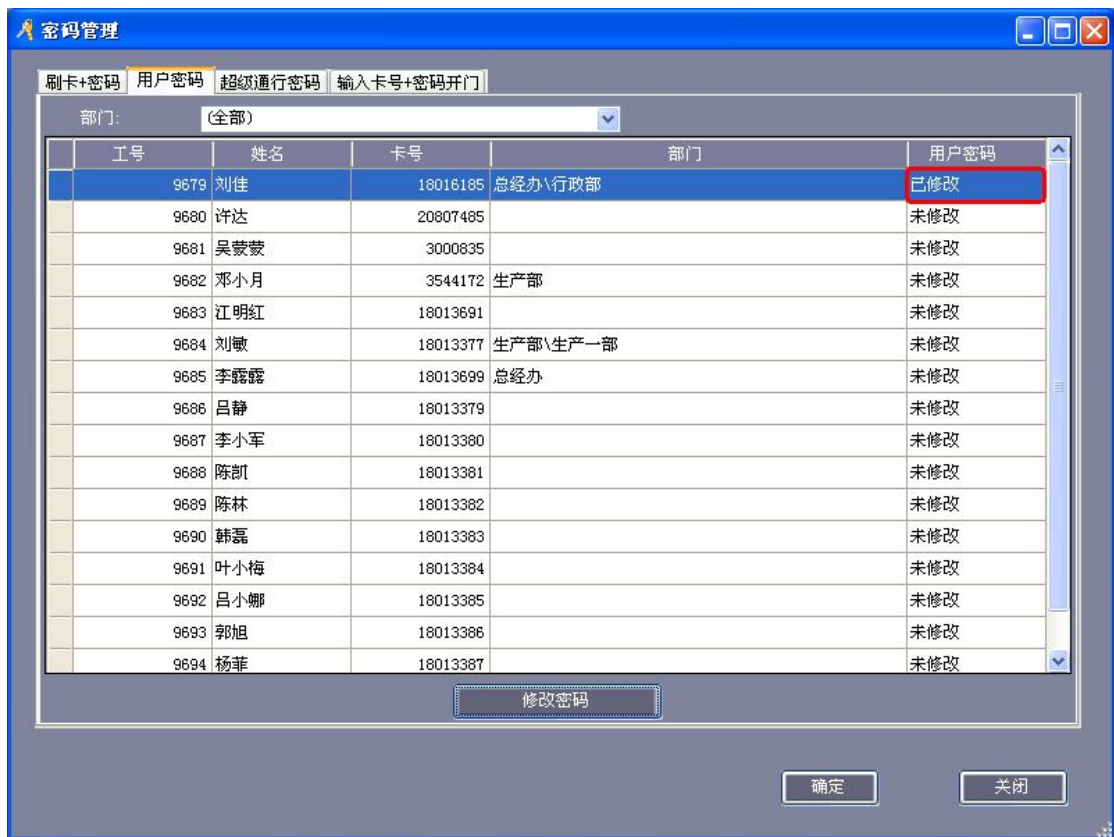 密码管理
刷卡+密码 用户密码 超级通行密码 输入卡号+密码开门
部门: (全部)
工号 姓名 卡号 部门 用户密码
9679 刘佳 18016185 总经办\行政部 已修改
9680 许达 20807485 未修改
9681 吴荧荧 3000835 未修改
9682 邓小月 3544172 生产部 未修改
9683 江明红 18013691 未修改
9684 刘敏 18013377 生产部\生产一部 未修改
9685 李露露 18013699 总经办 未修改
9686 吕静 18013379 未修改
9687 李小军 18013380 未修改
9688 陈凯 18013381 未修改
9689 陈林 18013382 未修改
9690 韩磊 18013383 未修改
9691 叶小梅 18013384 未修改
9692 吕小娜 18013385 未修改
9693 郭旭 18013386 未修改
9694 杨菲 18013387 未修改
修改密码
确定 关闭